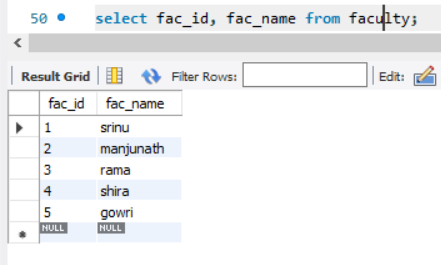 50 select fac_id, fac_name from faculty;
Result Grid Filter Rows: Edit:
fac_id fac_name
1 srinu
2 manjunath
3 rama
4 shira
5 gowri
NULL NULL